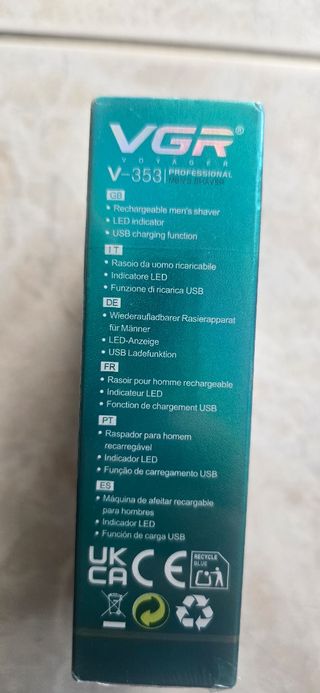 VGR®
VOYAGER
V-353 PROFESSIONAL
MEN'S SHAVER
GB
• Rechargeable men's shaver
• LED indicator
• USB charging function
IT
• Rasoio da uomo ricaricabile
• Indicatore LED
• Funzione di ricarica USB
DE
• Wiederaufladbarer Rasierapparat
für Männer
• LED-Anzeige
• USB Ladefunktion
FR
• Rasoir pour homme rechargeable
• Indicateur LED
• Fonction de chargement USB
PT
• Raspador para homem
recarregável
• Indicador LED
• Função de carregamento USB
ES
• Máquina de afeitar recargable
para hombres
• Indicador LED
• Función de carga USB
UK
CA CE
RECYCLE
BLUE